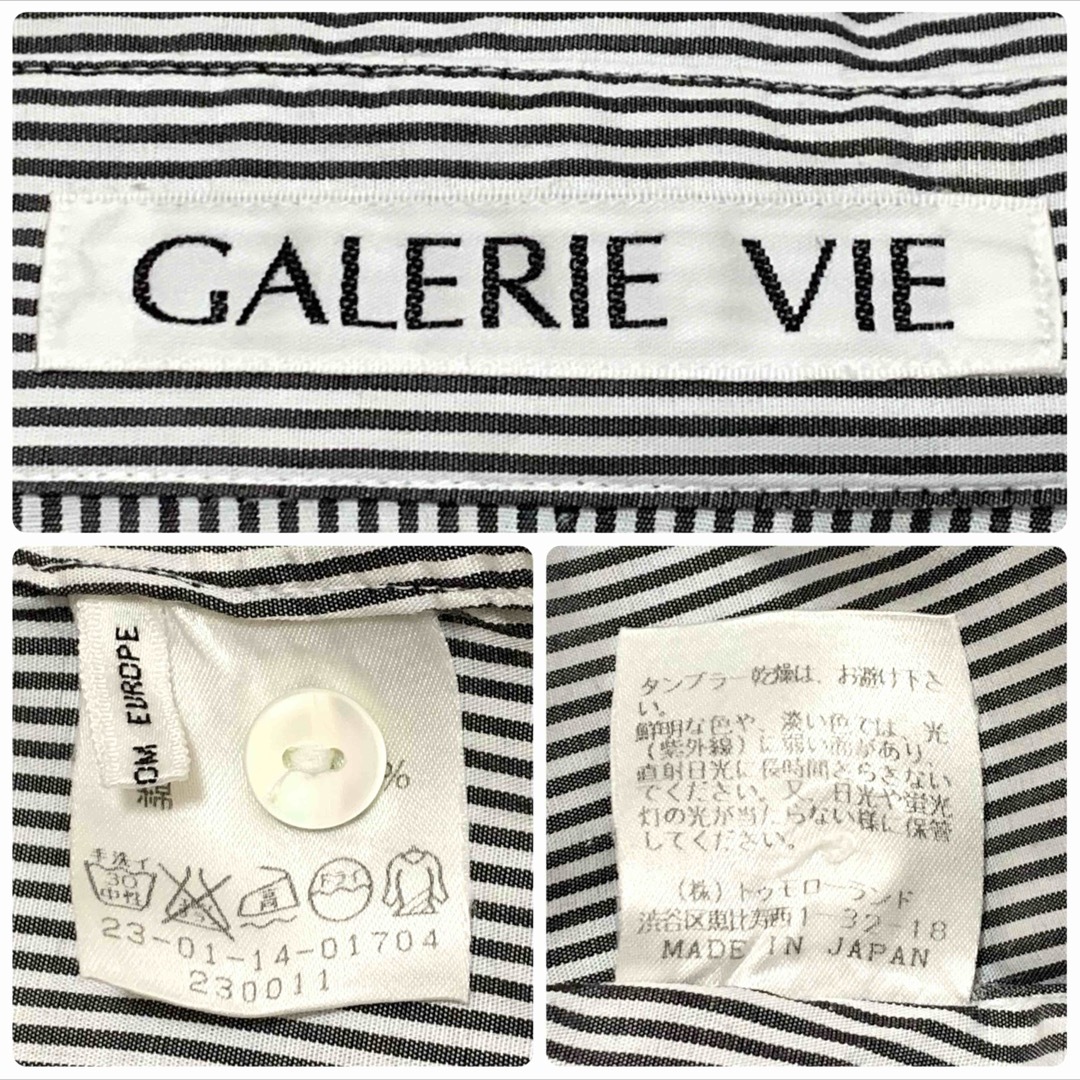 GALERIE VIE
OM EUROPE
綿
%
手洗イ
30
中性
高
ドライ
23-01-14-01704
230011
タンブラー乾燥は、お避け下さ
い。
鮮明な色や、淡い色では、光
(紫外線)に弱い面があり、
直射日光に長時間さらさない
でください。又、日光や蛍光
灯の光が当たらない様に保管
してください。
(株)トゥモローランド
渋谷区恵比寿西1-32-18
MADE IN JAPAN